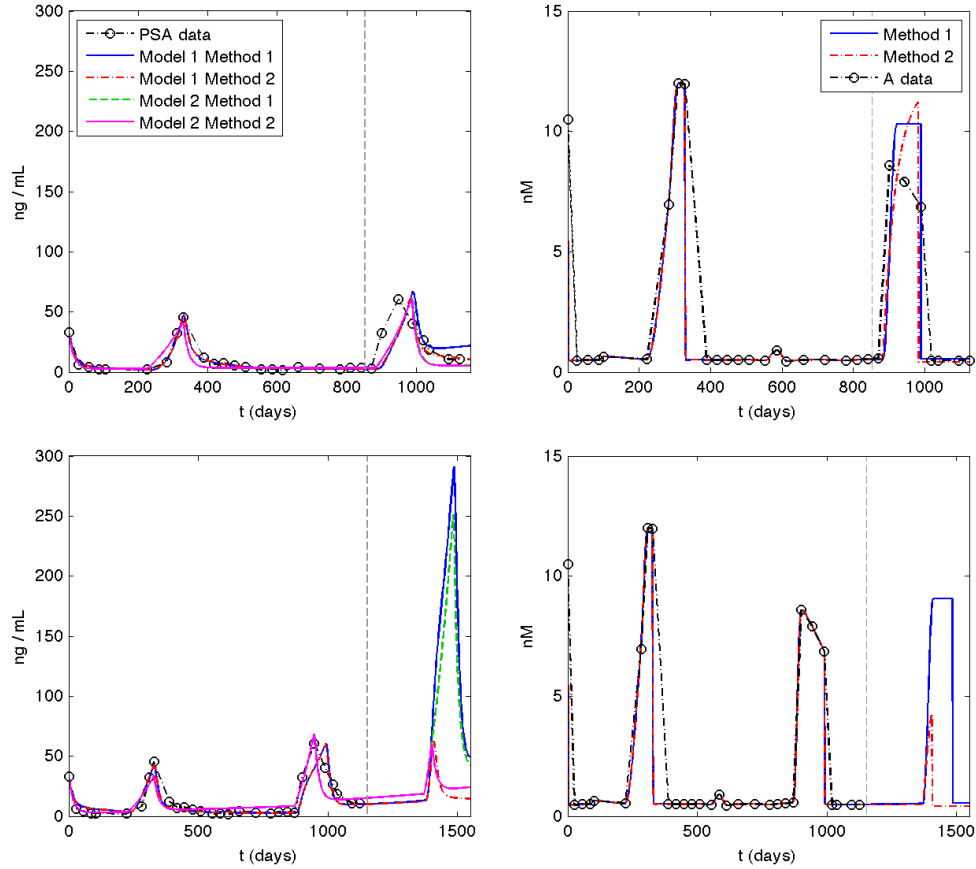 300
250
200
150
100
50
0
ng / mL
PSA data
Model 1 Method 1
Model 1 Method 2
Model 2 Method 1
Model 2 Method 2
0 200 400 600 800 1000
t (days)
15
10
5
0
nM
Method 1
Method 2
A data
0 200 400 600 800 1000
t (days)
300
250
200
150
100
50
0
ng / mL
0 500 1000 1500
t (days)
15
10
5
0
nM
0 500 1000 1500
t (days)